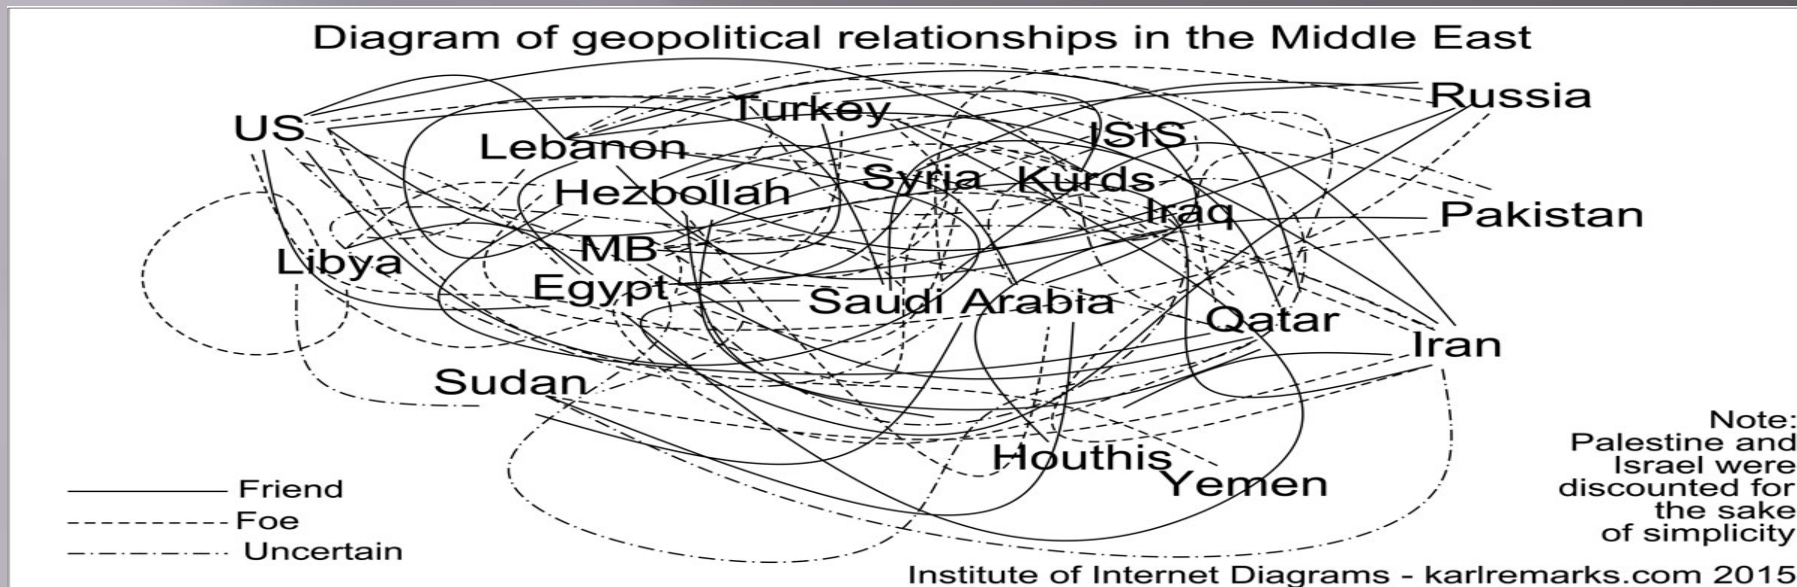 Diagram of geopolitical relationships in the Middle East
Russia
Turkey
US
ISIS
Lebanon
Syria
Kurds
Hezbollah
Iraq
Pakistan
MB
Libya
Egypt
Saudi Arabia
Qatar
Iran
Sudan
Houthis
Yemen
Note:
Palestine and
Israel were
discounted for
the sake
of simplicity
Friend
Foe
Uncertain
Institute of Internet Diagrams - karlremarks.com 2015